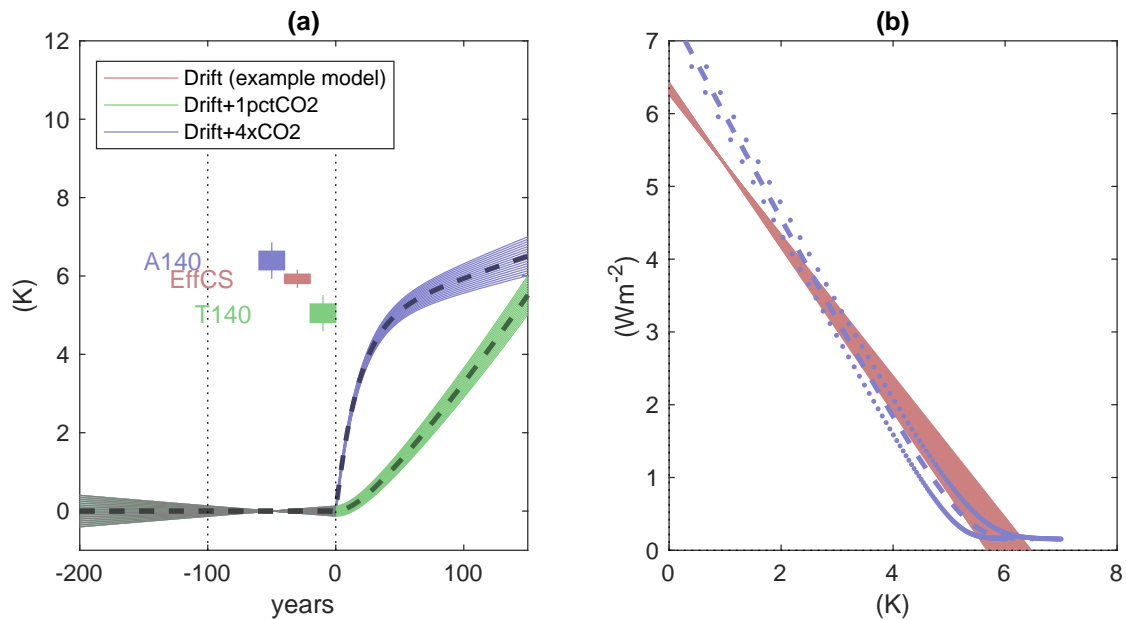 (a)
12
10
8
6
4
2
0
(K)
Drift (example model)
Drift+1pctCO2
Drift+4xCO2
A140
EffCS
T140
-200
-100
0
100
years
(b)
7
6
5
4
3
2
1
0
(Wm-2)
0
2
4
6
8
(K)